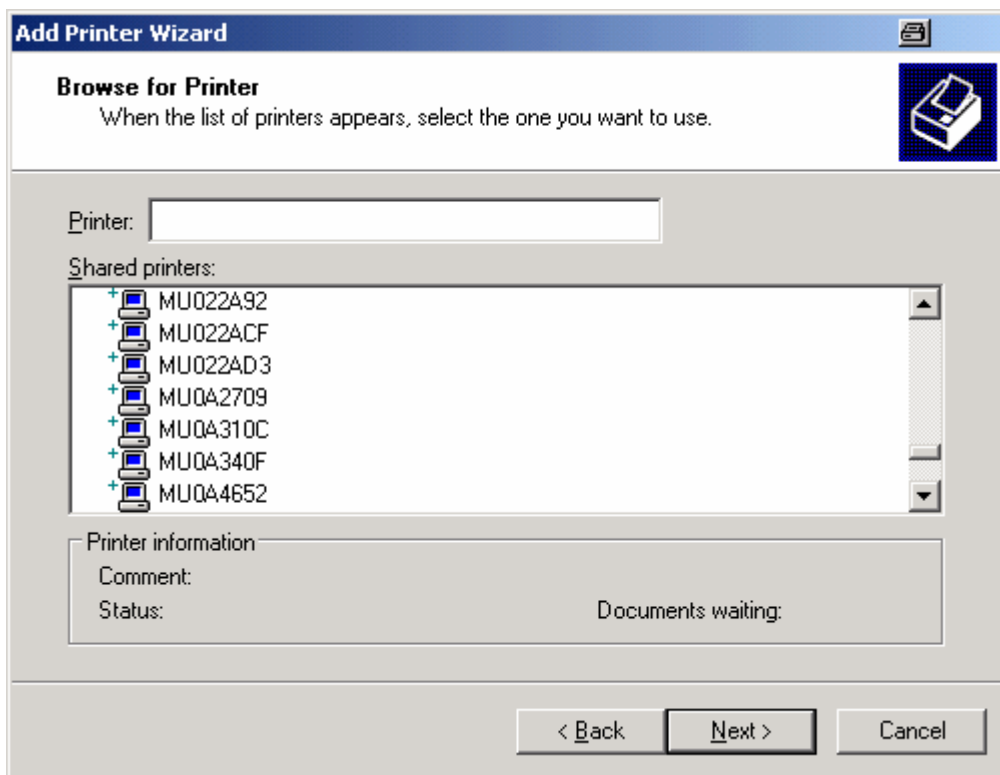 Add Printer Wizard
Browse for Printer
When the list of printers appears, select the one you want to use.
Printer:
Shared printers:
MU022A92
MU022ACF
MU022AD3
MU0A2709
MU0A310C
MU0A340F
MU0A4652
Printer information
Comment:
Status: Documents waiting:
< Back Next > Cancel